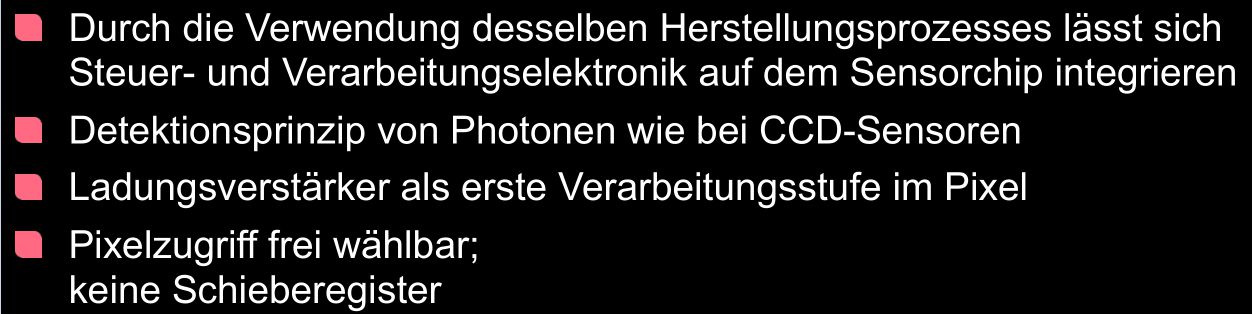 Durch die Verwendung desselben Herstellungsprozesses lässt sich
Steuer- und Verarbeitungselektronik auf dem Sensorchip integrieren
Detektionsprinzip von Photonen wie bei CCD-Sensoren
Ladungsverstärker als erste Verarbeitungsstufe im Pixel
Pixelzugriff frei wählbar;
keine Schieberegister